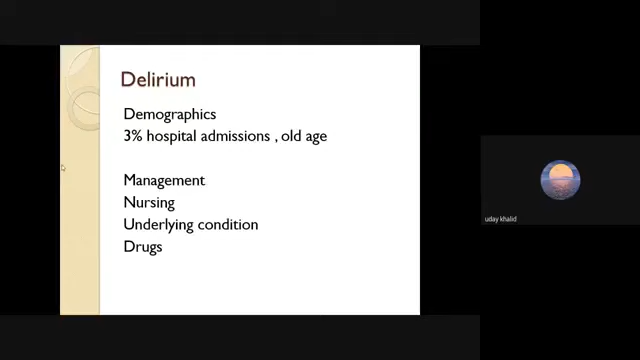 Delirium
Demographics
3% hospital admissions , old age
Management
Nursing
Underlying condition
Drugs
uday khalid